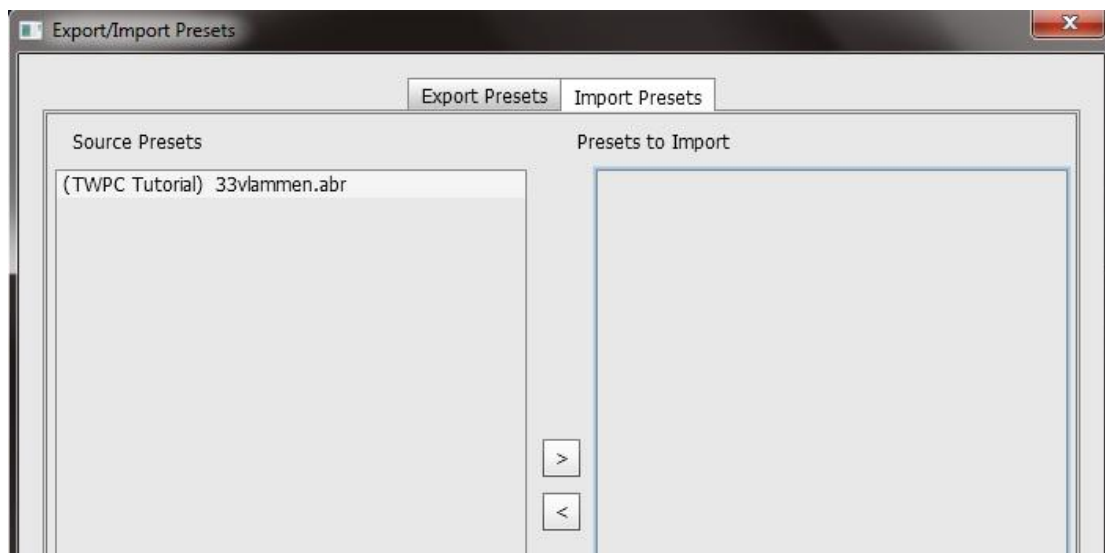 Export/Import Presets
x
Export Presets Import Presets
Source Presets Presets to Import
(TWPC Tutorial) 33vlammen.abr
>
<